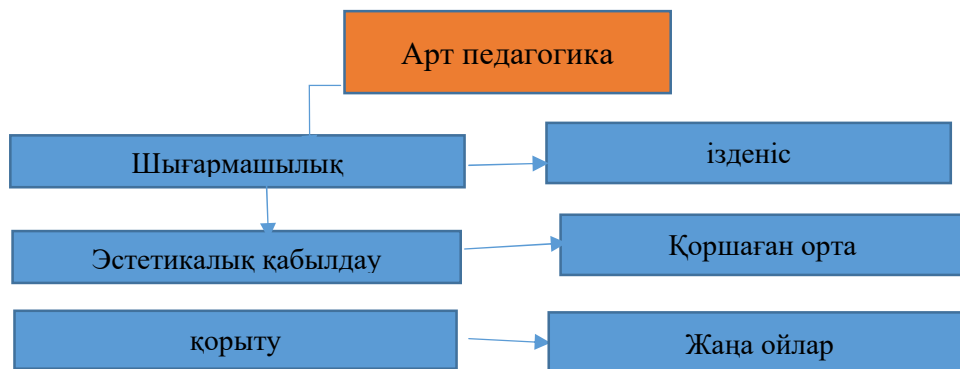 Арт педагогика
Шығармашылық
ізденіс
Эстетикалық қабылдау
Қоршаған орта
қорыту
Жаңа ойлар